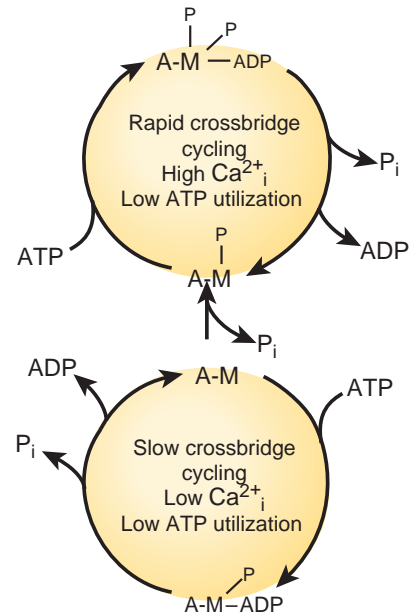 P
P
A-M
ADP
Rapid crossbridge
cycling
High Ca²⁺ᵢ
Low ATP utilization
Pᵢ
ATP
ADP
P
A-M
Pᵢ
ADP
A-M
ATP
Pᵢ
Slow crossbridge
cycling
Low Ca²⁺ᵢ
Low ATP utilization
P
A-M-ADP